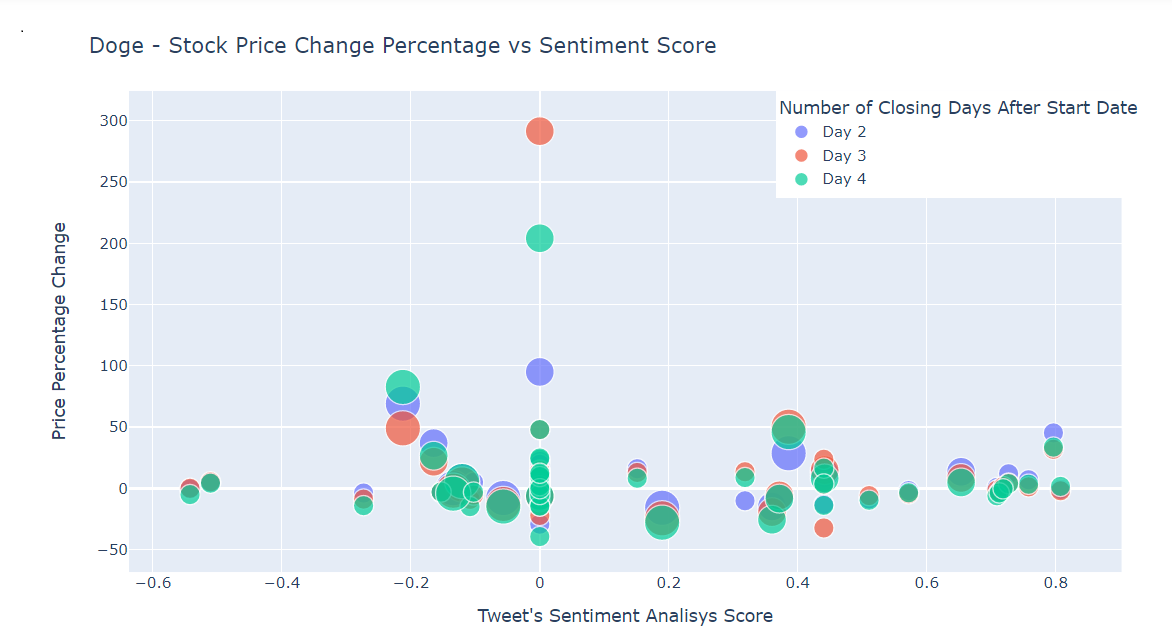 .
Doge - Stock Price Change Percentage vs Sentiment Score
Number of Closing Days After Start Date
Day 2
Day 3
Day 4
Price Percentage Change
300
250
200
150
100
50
0
−50
−0.6
−0.4
−0.2
0
0.2
0.4
0.6
0.8
Tweet's Sentiment Analisys Score